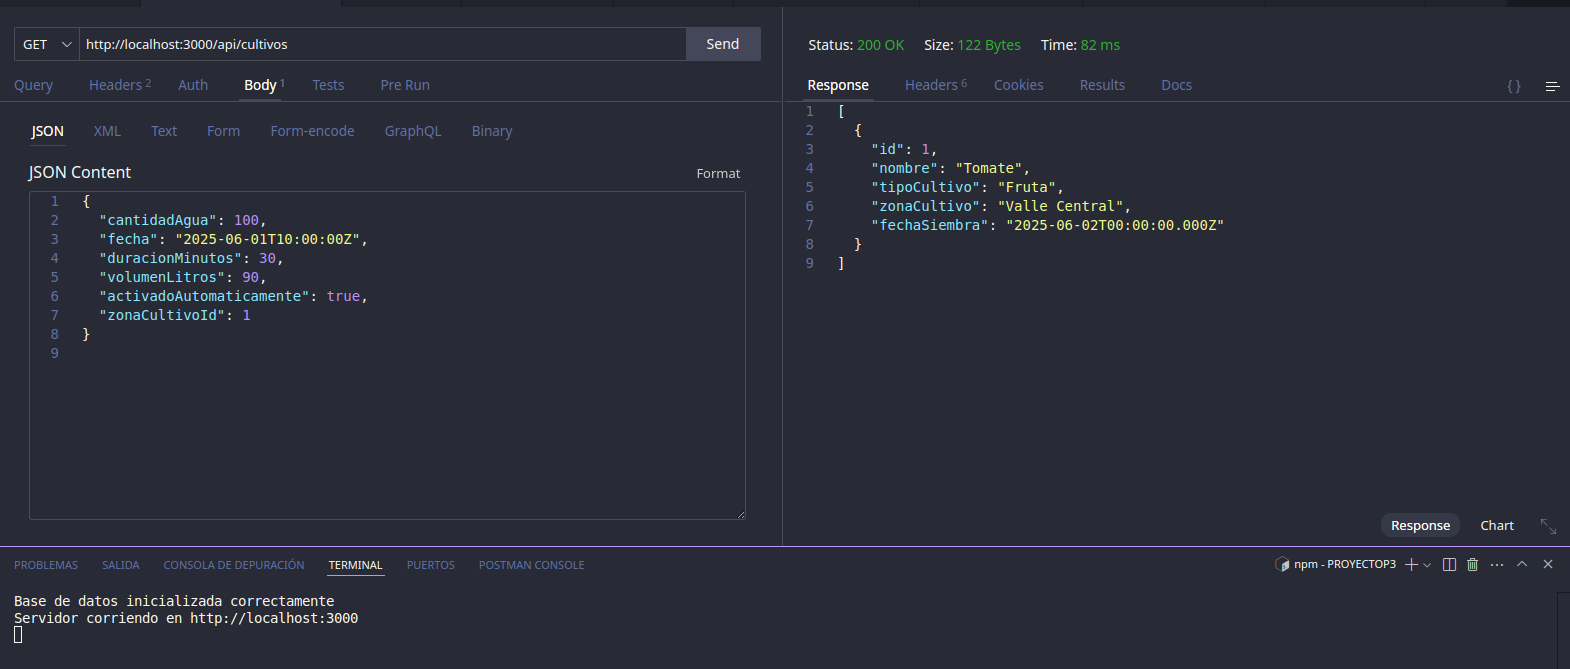 GET http://localhost:3000/api/cultivos Send
Query Headers 2 Auth Body 1 Tests Pre Run
JSON XML Text Form Form-encode GraphQL Binary
JSON Content Format
1 {
2 "cantidadAgua": 100,
3 "fecha": "2025-06-01T10:00:00Z",
4 "duracionMinutos": 30,
5 "volumenLitros": 90,
6 "activadoAutomaticamente": true,
7 "zonaCultivoId": 1
8 }
9
Status: 200 OK Size: 122 Bytes Time: 82 ms
Response Headers 6 Cookies Results Docs { }
1 [
2 {
3 "id": 1,
4 "nombre": "Tomate",
5 "tipoCultivo": "Fruta",
6 "zonaCultivo": "Valle Central",
7 "fechaSiembra": "2025-06-02T00:00:00.000Z"
8 }
9 ]
Response Chart
PROBLEMAS SALIDA CONSOLA DE DEPURACIÓN TERMINAL PUERTOS POSTMAN CONSOLE npm - PROYECTOP3
Base de datos inicializada correctamente
Servidor corriendo en http://localhost:3000